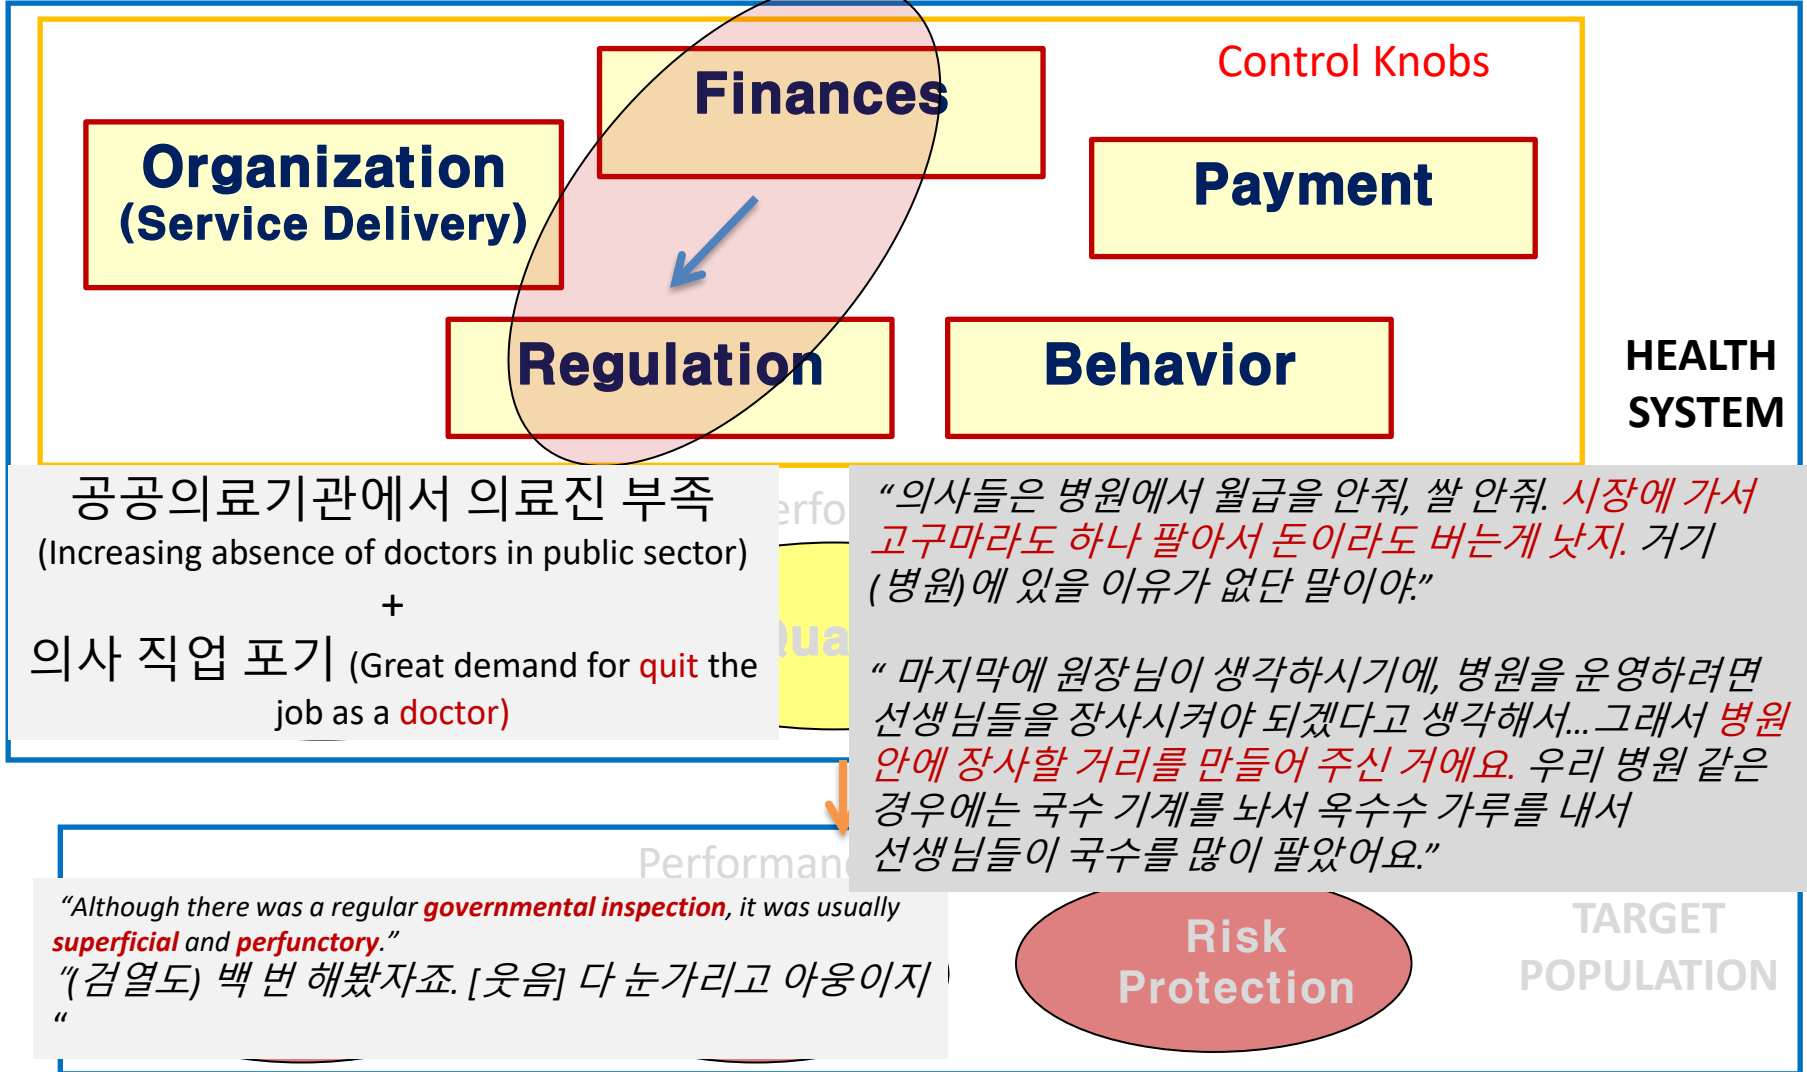 Control Knobs
Finances
Organization
(Service Delivery)
Payment
Regulation
Behavior
HEALTH
SYSTEM
공공의료기관에서 의료진 부족
(Increasing absence of doctors in public sector)
+
의사 직업 포기 (Great demand for quit the
job as a doctor)
“의사들은 병원에서 월급을 안줘, 쌀 안줘. 시장에 가서
고구마라도 하나 팔아서 돈이라도 버는게 낫지. 거기
(병원)에 있을 이유가 없단 말이야.”
“ 마지막에 원장님이 생각하시기에, 병원을 운영하려면
선생님들을 장사시켜야 되겠다고 생각해서...그래서 병원
안에 장사할 거리를 만들어 주신 거에요. 우리 병원 같은
경우에는 국수 기계를 놔서 옥수수 가루를 내서
선생님들이 국수를 많이 팔았어요.”
“Although there was a regular governmental inspection, it was usually
superficial and perfunctory.”
“(검열도) 백 번 해봤자죠. [웃음] 다 눈가리고 아웅이지
“
Risk
Protection
TARGET
POPULATION